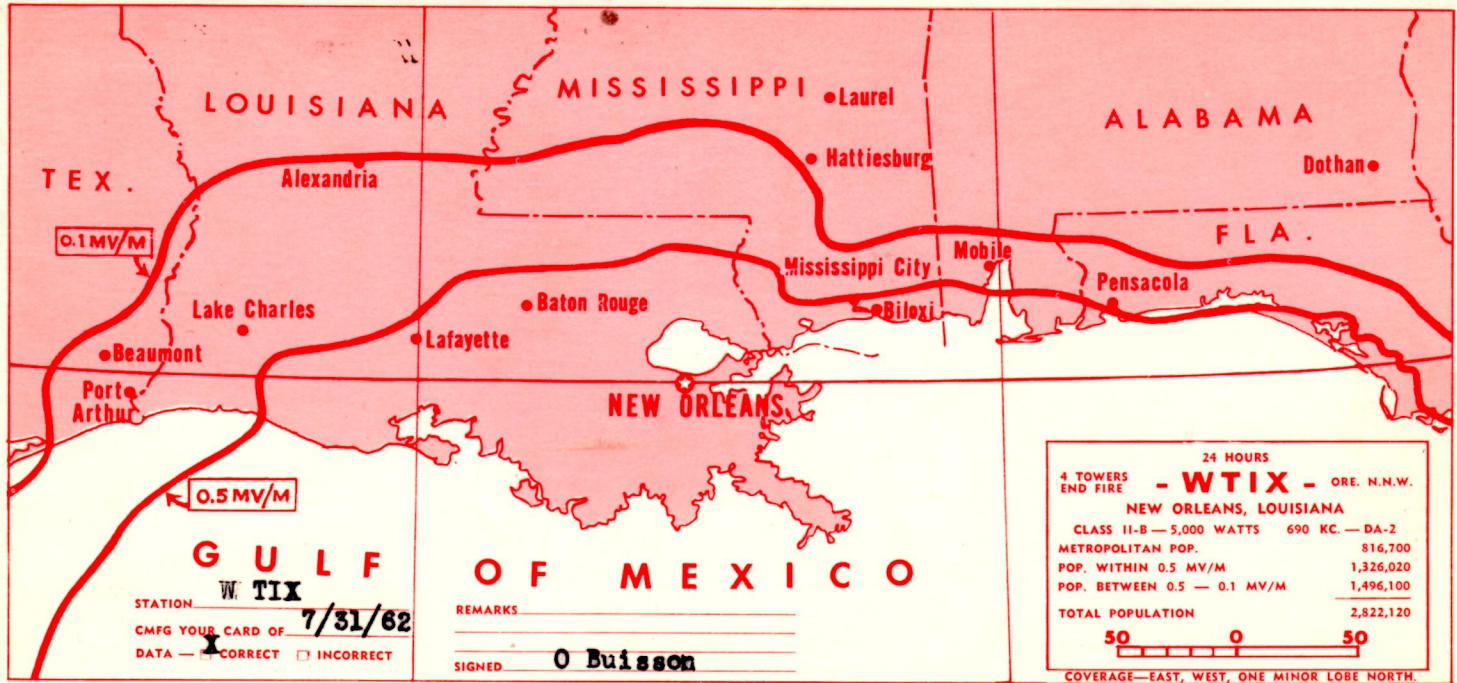 LOUISIANA
MISSISSIPPI
Laurel
ALABAMA
TEX.
Alexandria
Hattiesburg
Dothan
0.1 MV/M
FLA.
Mississippi City
Mobile
Pensacola
Lake Charles
Baton Rouge
Biloxi
Beaumont
Lafayette
Port
Arthur
NEW ORLEANS
0.5 MV/M
GULF OF MEXICO
STATION W TIX
CMFG YOUR CARD OF 7/31/62
DATA — X CORRECT □ INCORRECT
REMARKS
SIGNED O Buisson
24 HOURS
4 TOWERS
END FIRE
- WTIX -
ORE. N.N.W.
NEW ORLEANS, LOUISIANA
CLASS II-B — 5,000 WATTS 690 KC. — DA-2
METROPOLITAN POP. 816,700
POP. WITHIN 0.5 MV/M 1,326,020
POP. BETWEEN 0.5 — 0.1 MV/M 1,496,100
TOTAL POPULATION 2,822,120
50 0 50
COVERAGE—EAST, WEST, ONE MINOR LOBE NORTH.